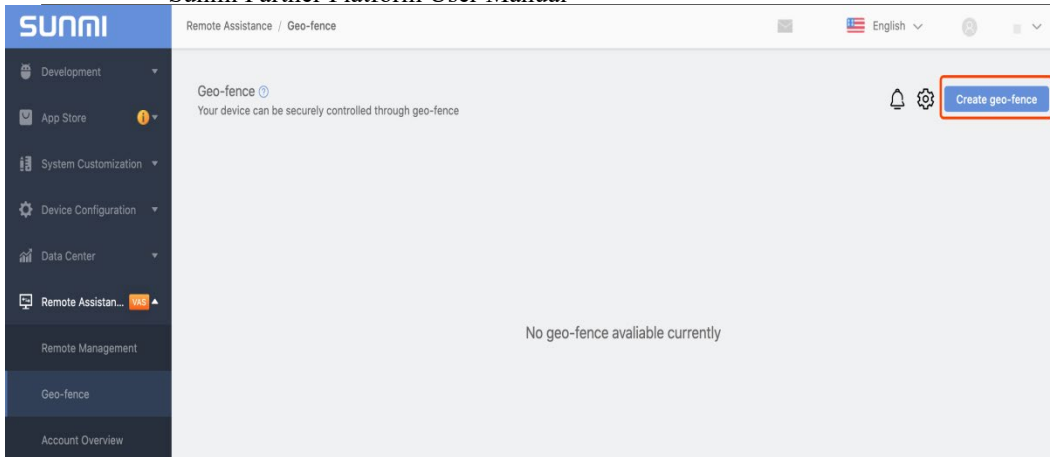 Sunmi Partner Platform User Manual
SUNMI
Remote Assistance / Geo-fence
English
Development
App Store
System Customization
Device Configuration
Data Center
Remote Assistan... VAS
Remote Management
Geo-fence
Account Overview
Geo-fence
Your device can be securely controlled through geo-fence
Create geo-fence
No geo-fence avaliable currently